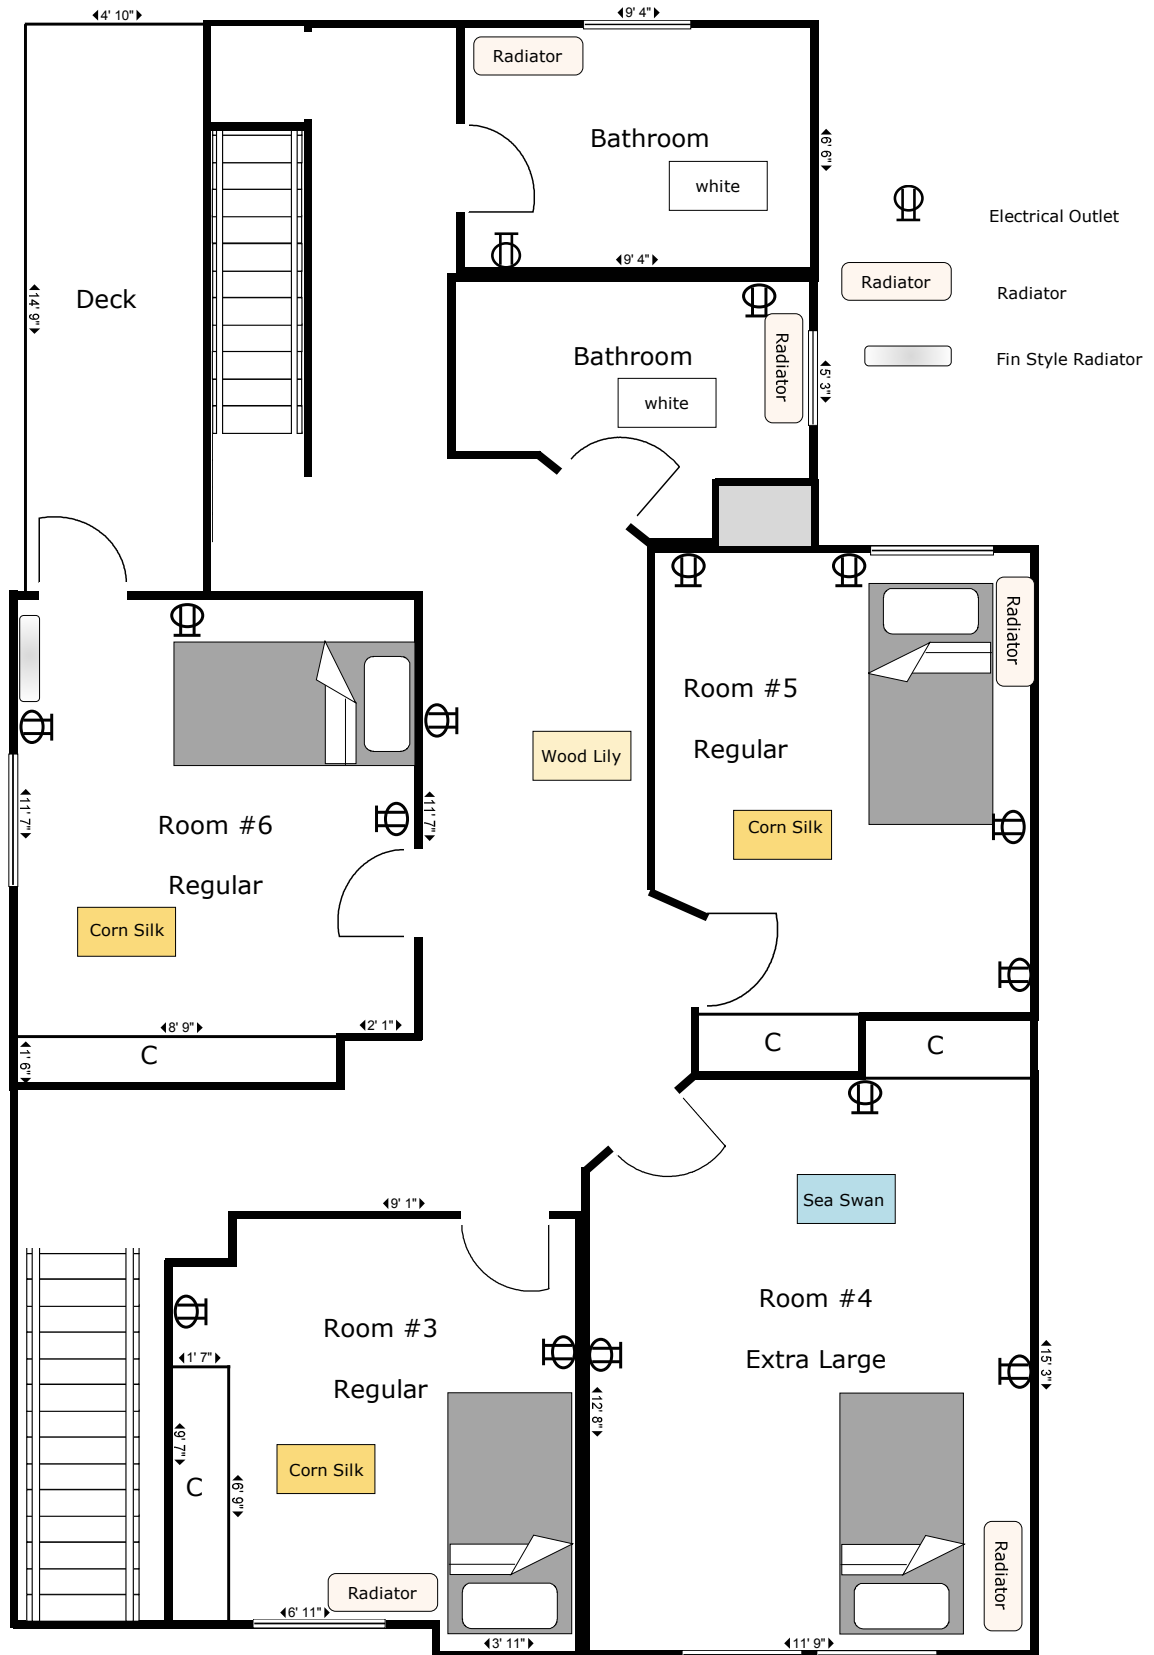 4' 10"
9' 4"
Radiator
Bathroom
6' 6"
white
Electrical Outlet
9' 4"
Radiator
Radiator
14' 9"
Deck
Bathroom
Radiator
5' 3"
Fin Style Radiator
white
Radiator
Room #5
Regular
Wood Lily
Corn Silk
11' 7"
11' 7"
Room #6
Regular
Corn Silk
8' 9"
2' 1"
1' 6"
C
C
C
Sea Swan
9' 1"
Room #4
Extra Large
Room #3
Regular
15' 3"
1' 7"
12' 8"
9' 7"
Corn Silk
C
6' 9"
Radiator
Radiator
6' 11"
3' 11"
11' 9"